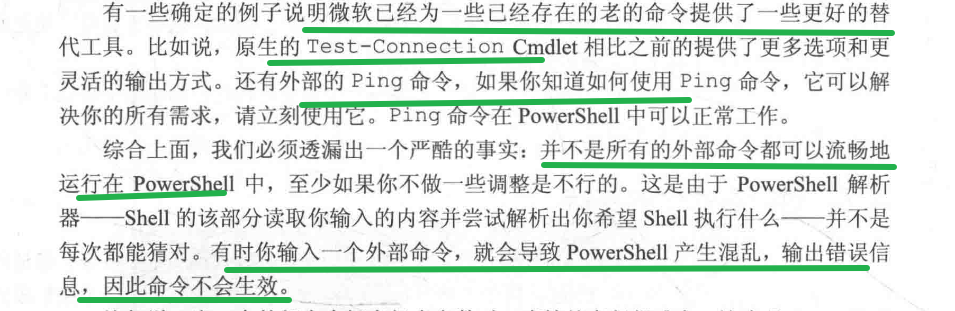 有一些确定的例子说明微软已经为一些已经存在的老的命令提供了一些更好的替
代工具。比如说，原生的 Test-Connection Cmdlet 相比之前的提供了更多选项和更
灵活的输出方式。还有外部的 Ping 命令，如果你知道如何使用 Ping 命令，它可以解
决你的所有需求，请立刻使用它。Ping 命令在 PowerShell 中可以正常工作。
综合上面，我们必须透漏出一个严酷的事实：并不是所有的外部命令都可以流畅地
运行在 PowerShell 中，至少如果你不做一些调整是不行的。这是由于 PowerShell 解析
器——Shell 的该部分读取你输入的内容并尝试解析出你希望 Shell 执行什么——并不是
每次都能猜对。有时你输入一个外部命令，就会导致 PowerShell 产生混乱，输出错误信
息，因此命令不会生效。